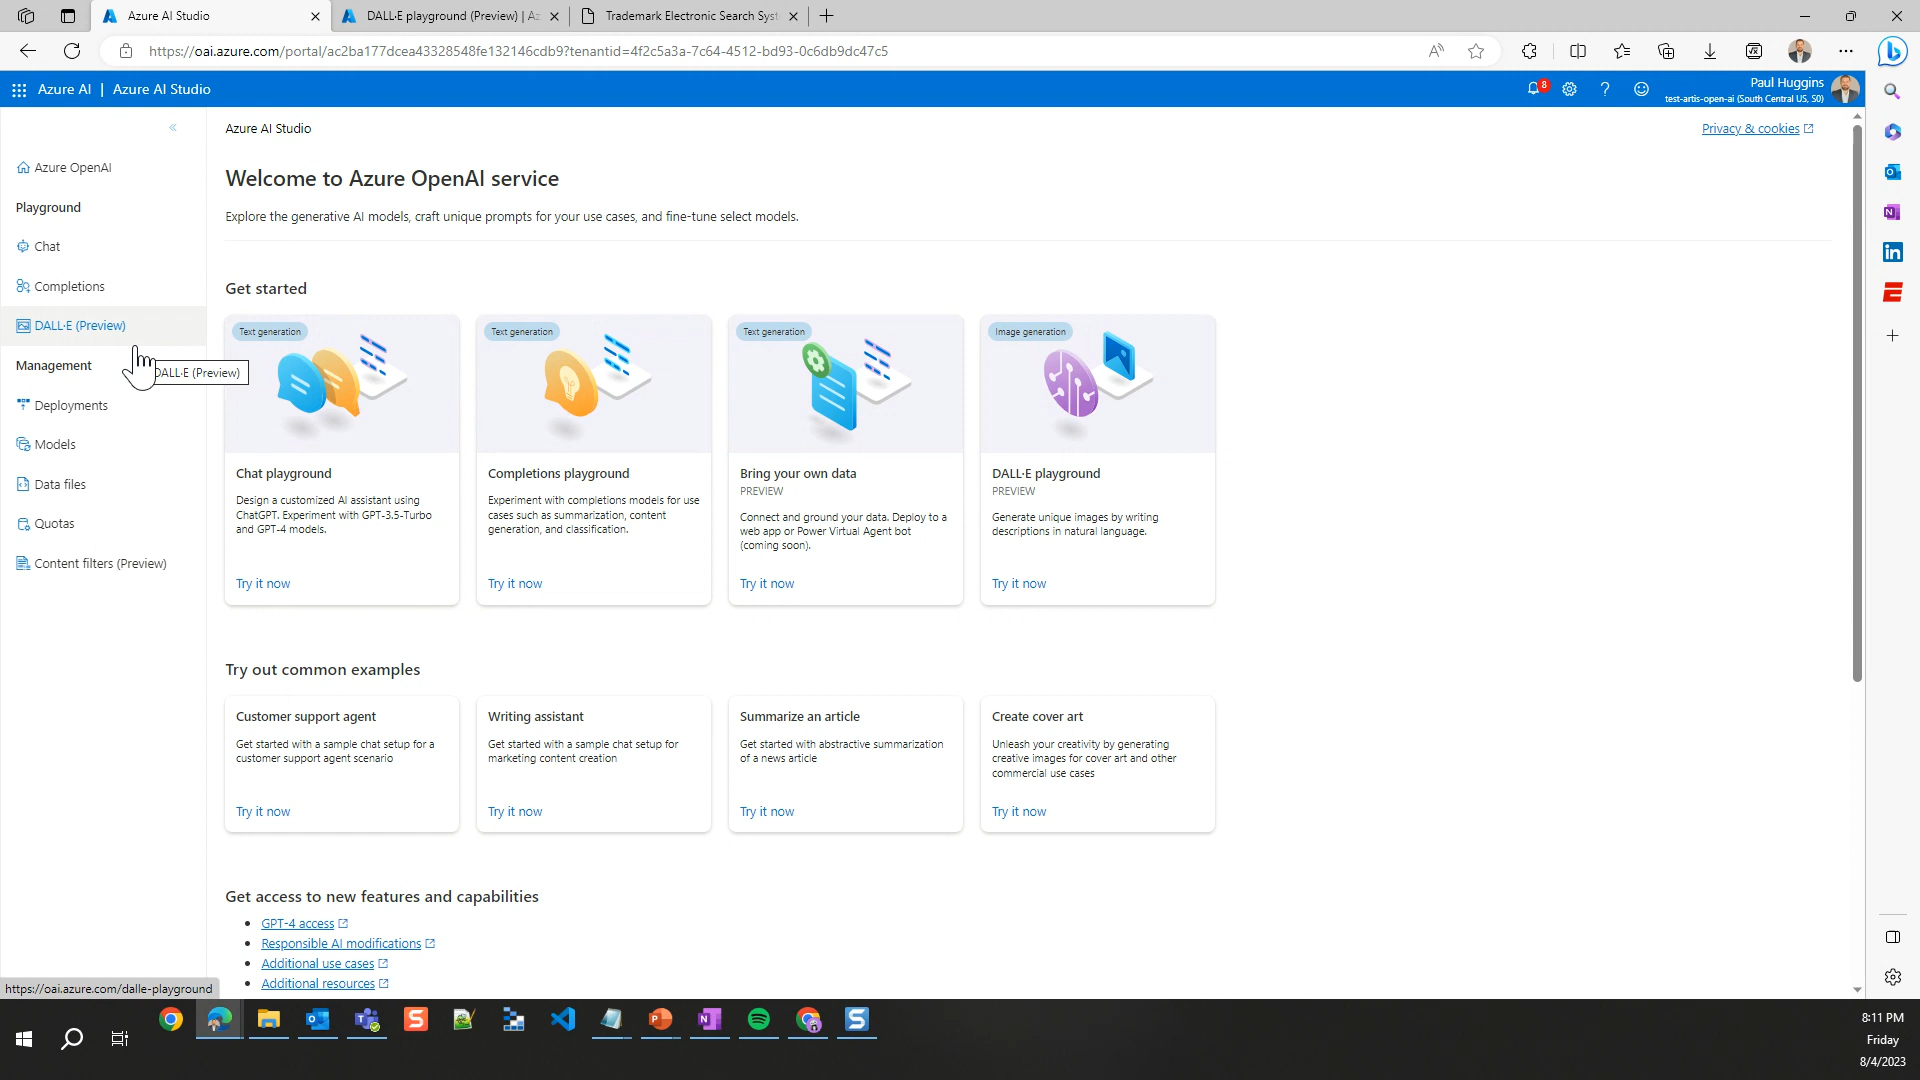 Azure AI Studio
DALL·E playground (Preview) | Az
Trademark Electronic Search Syst
https://oai.azure.com/portal/ac2ba177dcea43328548fe132146cdb9?tenantid=4f2c5a3a-7c64-4512-bd93-0c6db9dc47c5
Azure AI | Azure AI Studio
8
Paul Huggins
test-artis-open-ai (South Central US, S0)
Azure AI Studio
Privacy & cookies
Azure OpenAI
Playground
Chat
Completions
DALL·E (Preview)
Management
DALL·E (Preview)
Deployments
Models
Data files
Quotas
Content filters (Preview)
Welcome to Azure OpenAI service
Explore the generative AI models, craft unique prompts for your use cases, and fine-tune select models.
Get started
Text generation
Chat playground
Design a customized AI assistant using
ChatGPT. Experiment with GPT-3.5-Turbo
and GPT-4 models.
Try it now
Text generation
Completions playground
Experiment with completions models for use
cases such as summarization, content
generation, and classification.
Try it now
Text generation
Bring your own data
PREVIEW
Connect and ground your data. Deploy to a
web app or Power Virtual Agent bot
(coming soon).
Try it now
Image generation
DALL·E playground
PREVIEW
Generate unique images by writing
descriptions in natural language.
Try it now
Try out common examples
Customer support agent
Get started with a sample chat setup for a
customer support agent scenario
Try it now
Writing assistant
Get started with a sample chat setup for
marketing content creation
Try it now
Summarize an article
Get started with abstractive summarization
of a news article
Try it now
Create cover art
Unleash your creativity by generating
creative images for cover art and other
commercial use cases
Try it now
Get access to new features and capabilities
GPT-4 access
Responsible AI modifications
Additional use cases
Additional resources
https://oai.azure.com/dalle-playground
8:11 PM
Friday
8/4/2023